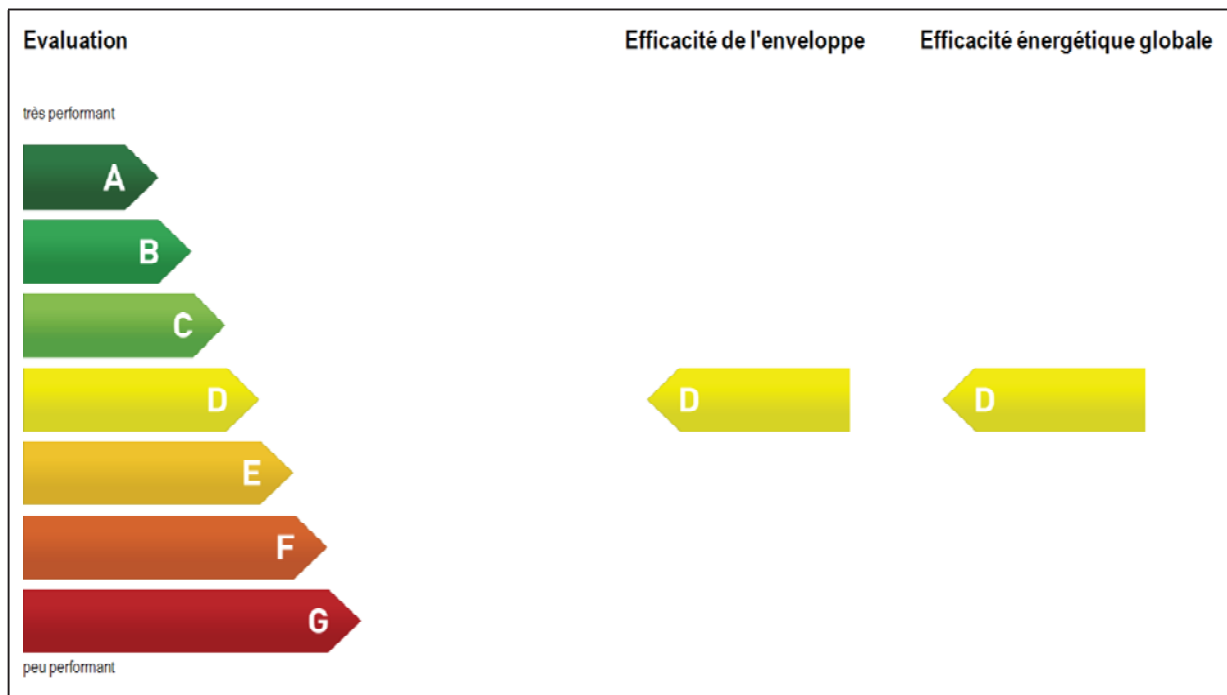 Evaluation Efficacité de l'enveloppe Efficacité énergétique globale
très performant
A
B
C
D D D
E
F
G
peu performant